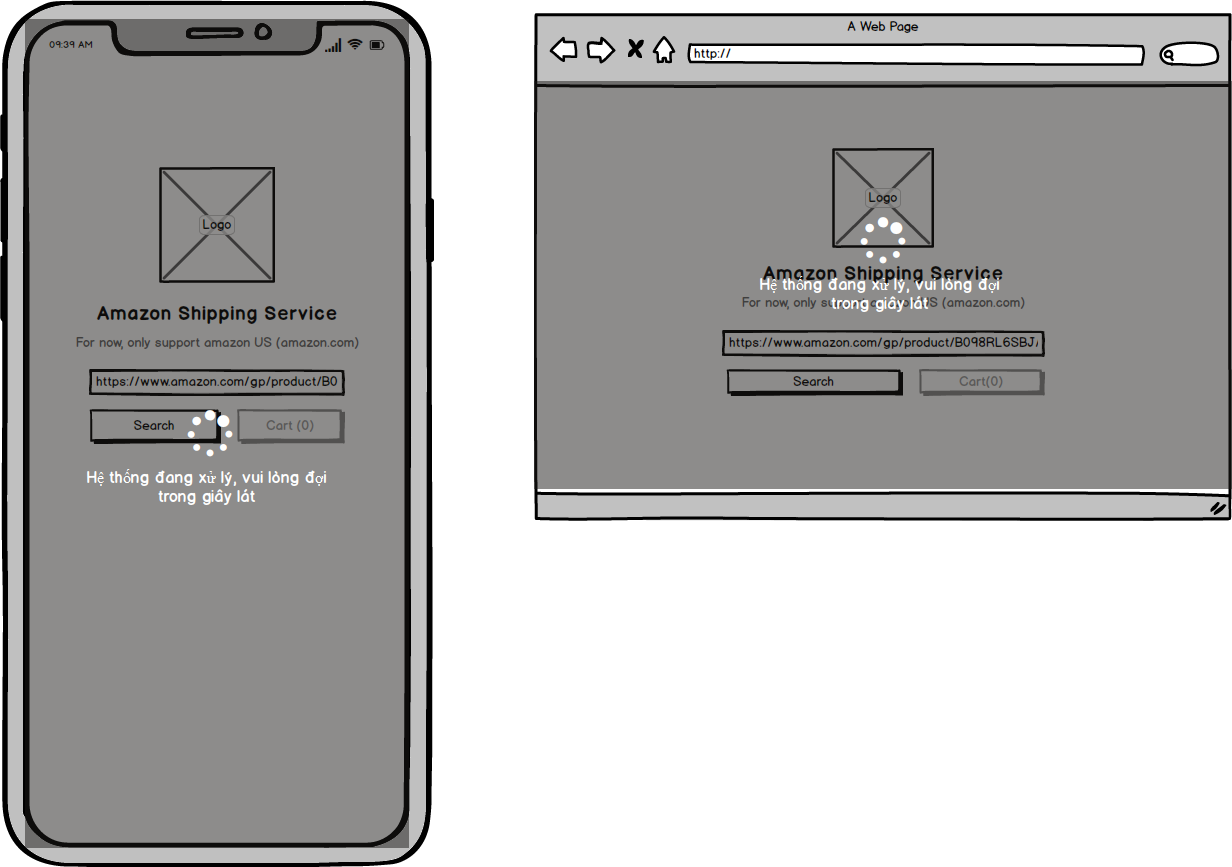 09:39 AM
Logo
Amazon Shipping Service
For now, only support amazon US (amazon.com)
https://www.amazon.com/gp/product/B0
Search
Cart (0)
Hệ thống đang xử lý, vui lòng đợi
trong giây lát
A Web Page
http://
Logo
Amazon Shipping Service
Hệ thống đang xử lý, vui lòng đợi
trong giây lát
For now, only support amazon US (amazon.com)
https://www.amazon.com/gp/product/B098RL6SBJ/
Search
Cart(0)